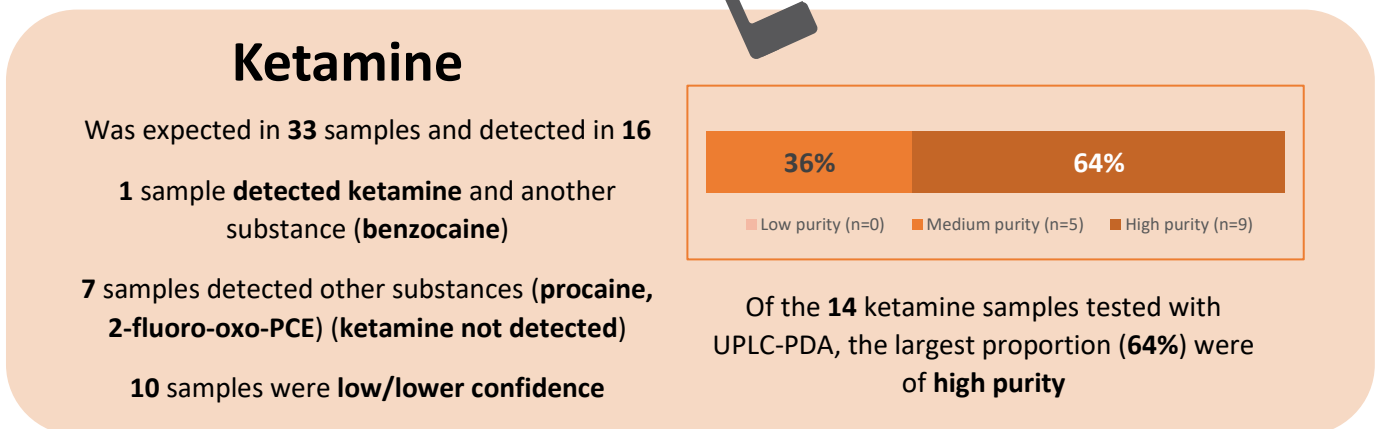 Ketamine
Was expected in 33 samples and detected in 16
1 sample detected ketamine and another
substance (benzocaine)
7 samples detected other substances (procaine,
2-fluoro-oxo-PCE) (ketamine not detected)
10 samples were low/lower confidence
36% 64%
Low purity (n=0) Medium purity (n=5) High purity (n=9)
Of the 14 ketamine samples tested with
UPLC-PDA, the largest proportion (64%) were
of high purity